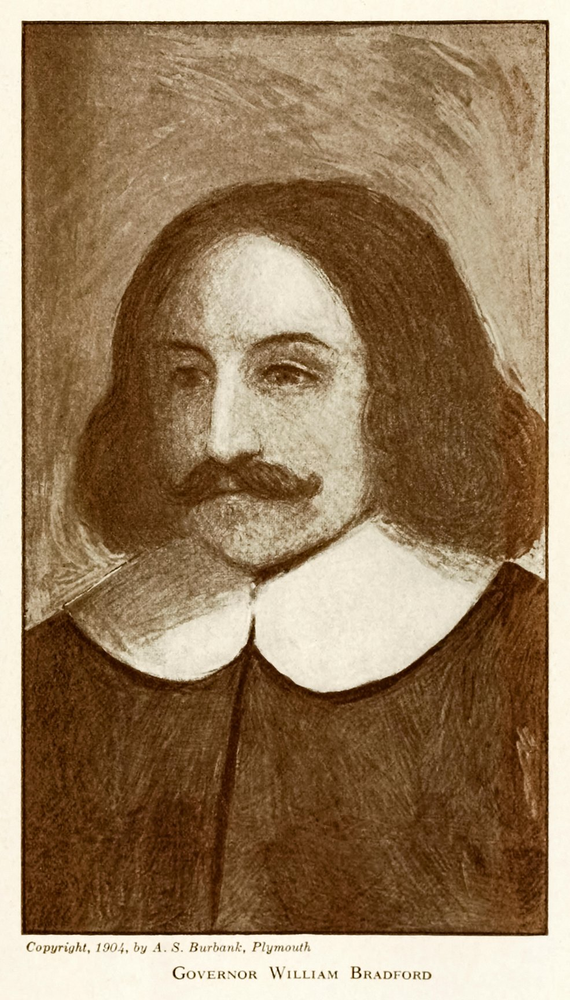 Copyright, 1904, by A. S. Burbank, Plymouth
Governor William Bradford